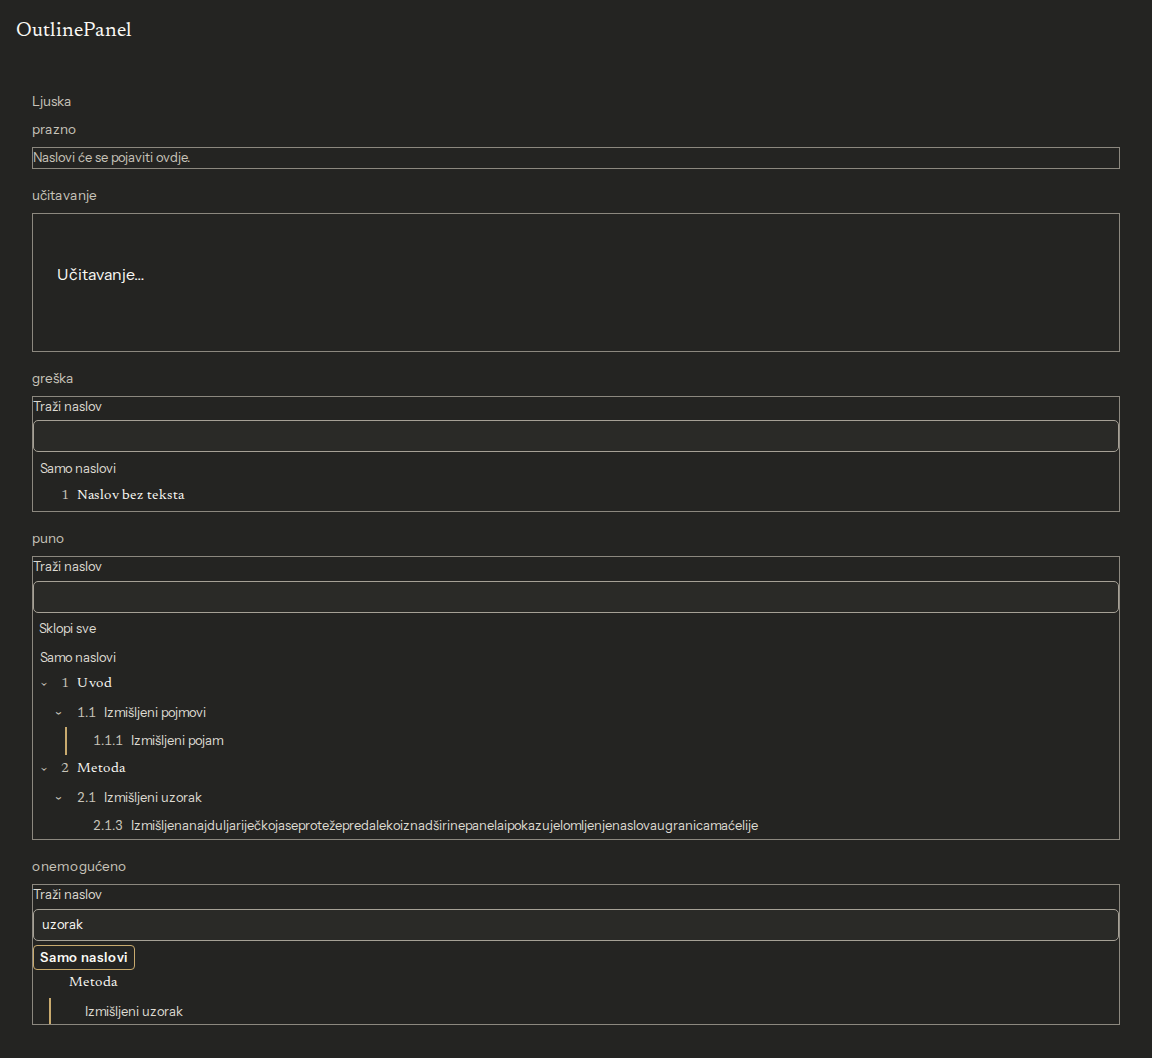 OutlinePanel
Ljuska
prazno
Naslovi će se pojaviti ovdje.
učitavanje
Učitavanje…
greška
Traži naslov
Samo naslovi
1 Naslov bez teksta
puno
Traži naslov
Sklopi sve
Samo naslovi
1 Uvod
1.1 Izmišljeni pojmovi
1.1.1 Izmišljeni pojam
2 Metoda
2.1 Izmišljeni uzorak
2.1.3 Izmišljenanajduljariječkojaseprotežepredalekoiznadširinepanelaipokazujelomljenjenaslovaugranicamaćelije
onemogućeno
Traži naslov
uzorak
Samo naslovi
Metoda
Izmišljeni uzorak